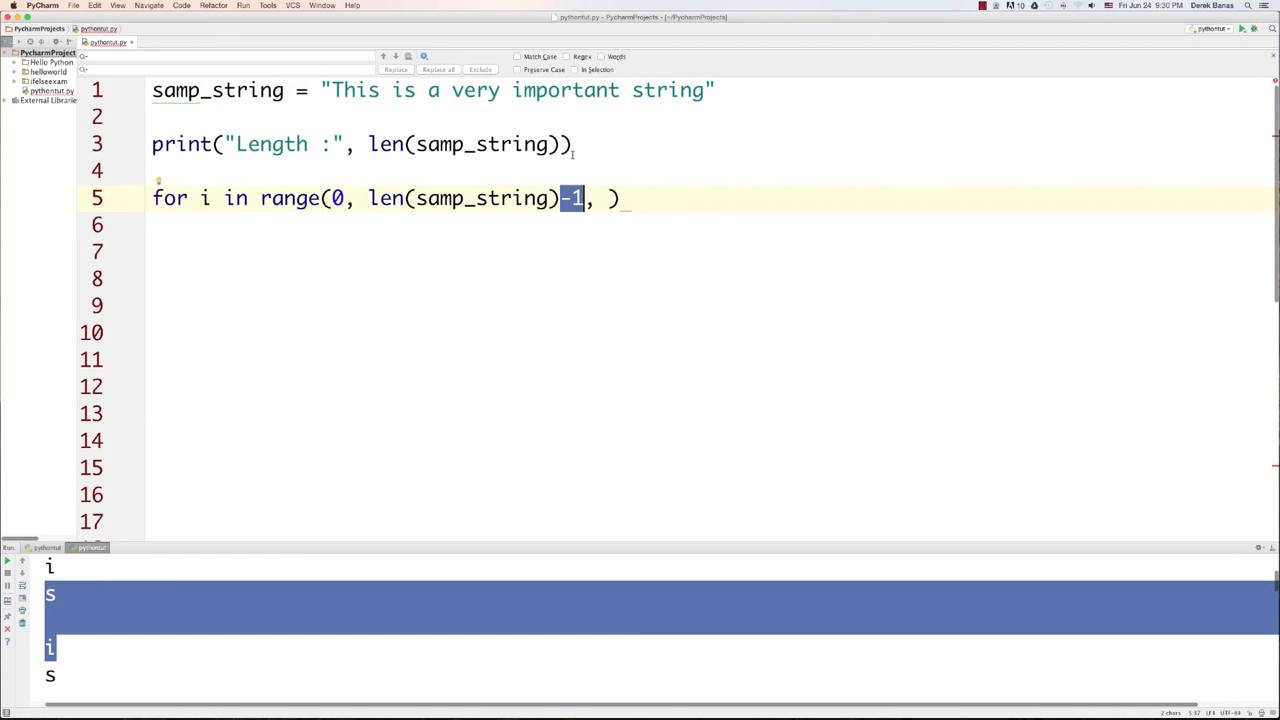 PyCharm File Edit View Navigate Code Refactor Run Tools VCS Window Help
10 Fri Jun 24 9:30 PM Derek Banas
pythontut.py - PycharmProjects - [~/PycharmProjects]
PycharmProjects pythontut.py pythontut
pythontut.py
Match Case Regex Words
Replace Replace all Exclude Preserve Case In Selection
PycharmProject
Hello Python
helloworld
ifelseexam
pythontut.py
External Librarie
1 samp_string = "This is a very important string"
2
3 print("Length :", len(samp_string))
4
5 for i in range(0, len(samp_string)-1, )
6
7
8
9
10
11
12
13
14
15
16
17
Run: pythontut pythontut
i
s
i
s
2 chars 5:37 LF÷ UTF-8÷